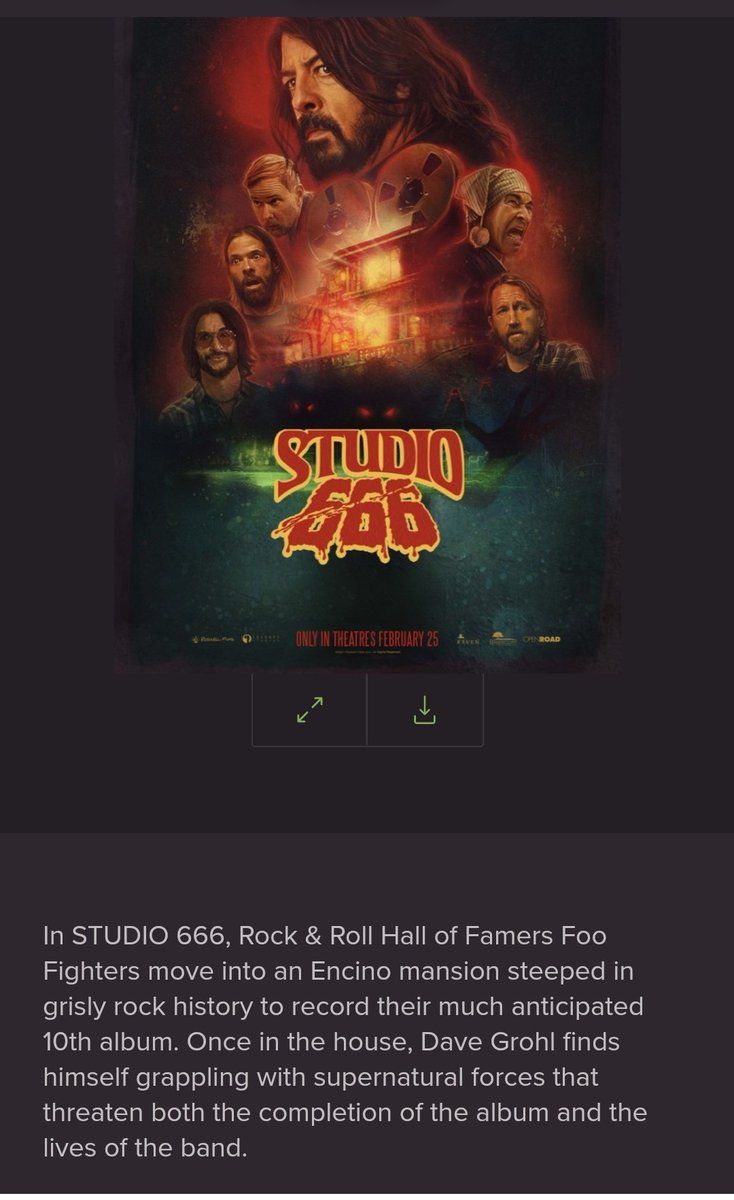 STUDIO
666
ONLY IN THEATRES FEBRUARY 25
RAVEN
OPENROAD
In STUDIO 666, Rock & Roll Hall of Famers Foo
Fighters move into an Encino mansion steeped in
grisly rock history to record their much anticipated
10th album. Once in the house, Dave Grohl finds
himself grappling with supernatural forces that
threaten both the completion of the album and the
lives of the band.